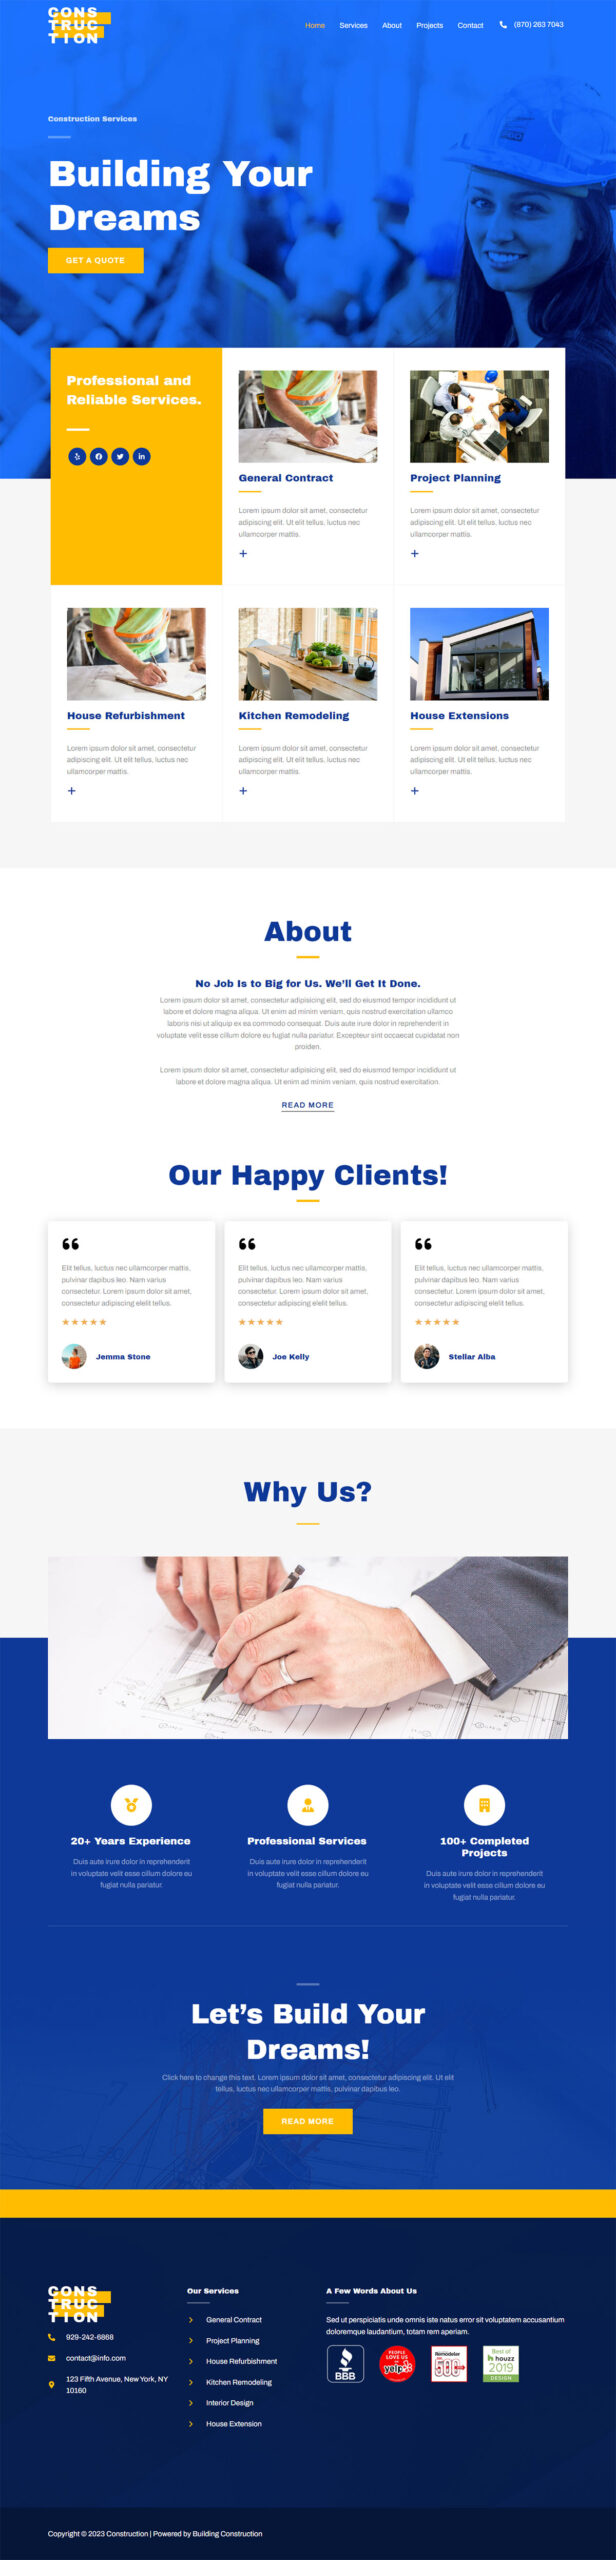 CONS
TRUC
TION
Home Services About Projects Contact (870) 263 7043
Construction Services
Building Your
Dreams
GET A QUOTE
Professional and
Reliable Services.
General Contract
Lorem ipsum dolor sit amet, consectetur
adipiscing elit. Ut elit tellus, luctus nec
ullamcorper mattis.
+
Project Planning
Lorem ipsum dolor sit amet, consectetur
adipiscing elit. Ut elit tellus, luctus nec
ullamcorper mattis.
+
House Refurbishment
Lorem ipsum dolor sit amet, consectetur
adipiscing elit. Ut elit tellus, luctus nec
ullamcorper mattis.
+
Kitchen Remodeling
Lorem ipsum dolor sit amet, consectetur
adipiscing elit. Ut elit tellus, luctus nec
ullamcorper mattis.
+
House Extensions
Lorem ipsum dolor sit amet, consectetur
adipiscing elit. Ut elit tellus, luctus nec
ullamcorper mattis.
+
About
No Job Is to Big for Us. We’ll Get It Done.
Lorem ipsum dolor sit amet, consectetur adipisicing elit, sed do eiusmod tempor incididunt ut
labore et dolore magna aliqua. Ut enim ad minim veniam, quis nostrud exercitation ullamco
laboris nisi ut aliquip ex ea commodo consequat. Duis aute irure dolor in reprehenderit in
voluptate velit esse cillum dolore eu fugiat nulla pariatur. Excepteur sint occaecat cupidatat non
proiden.
Lorem ipsum dolor sit amet, consectetur adipisicing elit, sed do eiusmod tempor incididunt ut
labore et dolore magna aliqua. Ut enim ad minim veniam, quis nostrud exercitation.
READ MORE
Our Happy Clients!
Elit tellus, luctus nec ullamcorper mattis,
pulvinar dapibus leo. Nam varius
consectetur. Lorem ipsum dolor sit amet,
consectetur adipiscing elelit tellus.
Jemma Stone
Elit tellus, luctus nec ullamcorper mattis,
pulvinar dapibus leo. Nam varius
consectetur. Lorem ipsum dolor sit amet,
consectetur adipiscing elelit tellus.
Joe Kelly
Elit tellus, luctus nec ullamcorper mattis,
pulvinar dapibus leo. Nam varius
consectetur. Lorem ipsum dolor sit amet,
consectetur adipiscing elelit tellus.
Stellar Alba
Why Us?
20+ Years Experience
Duis aute irure dolor in reprehenderit
in voluptate velit esse cillum dolore eu
fugiat nulla pariatur.
Professional Services
Duis aute irure dolor in reprehenderit
in voluptate velit esse cillum dolore eu
fugiat nulla pariatur.
100+ Completed
Projects
Duis aute irure dolor in reprehenderit
in voluptate velit esse cillum dolore eu
fugiat nulla pariatur.
Let’s Build Your
Dreams!
Click here to change this text. Lorem ipsum dolor sit amet, consectetur adipiscing elit. Ut elit
tellus, luctus nec ullamcorper mattis, pulvinar dapibus leo.
READ MORE
CONS
TRUC
TION
929-242-6868
contact@info.com
123 Fifth Avenue, New York, NY
10160
Our Services
General Contract
Project Planning
House Refurbishment
Kitchen Remodeling
Interior Design
House Extension
A Few Words About Us
Sed ut perspiciatis unde omnis iste natus error sit voluptatem accusantium
doloremque laudantium, totam rem aperiam.
BBB
PEOPLE
LOVE US
yelp
Remodeler
500
Best of
houzz
2019
DESIGN
Copyright © 2023 Construction | Powered by Building Construction